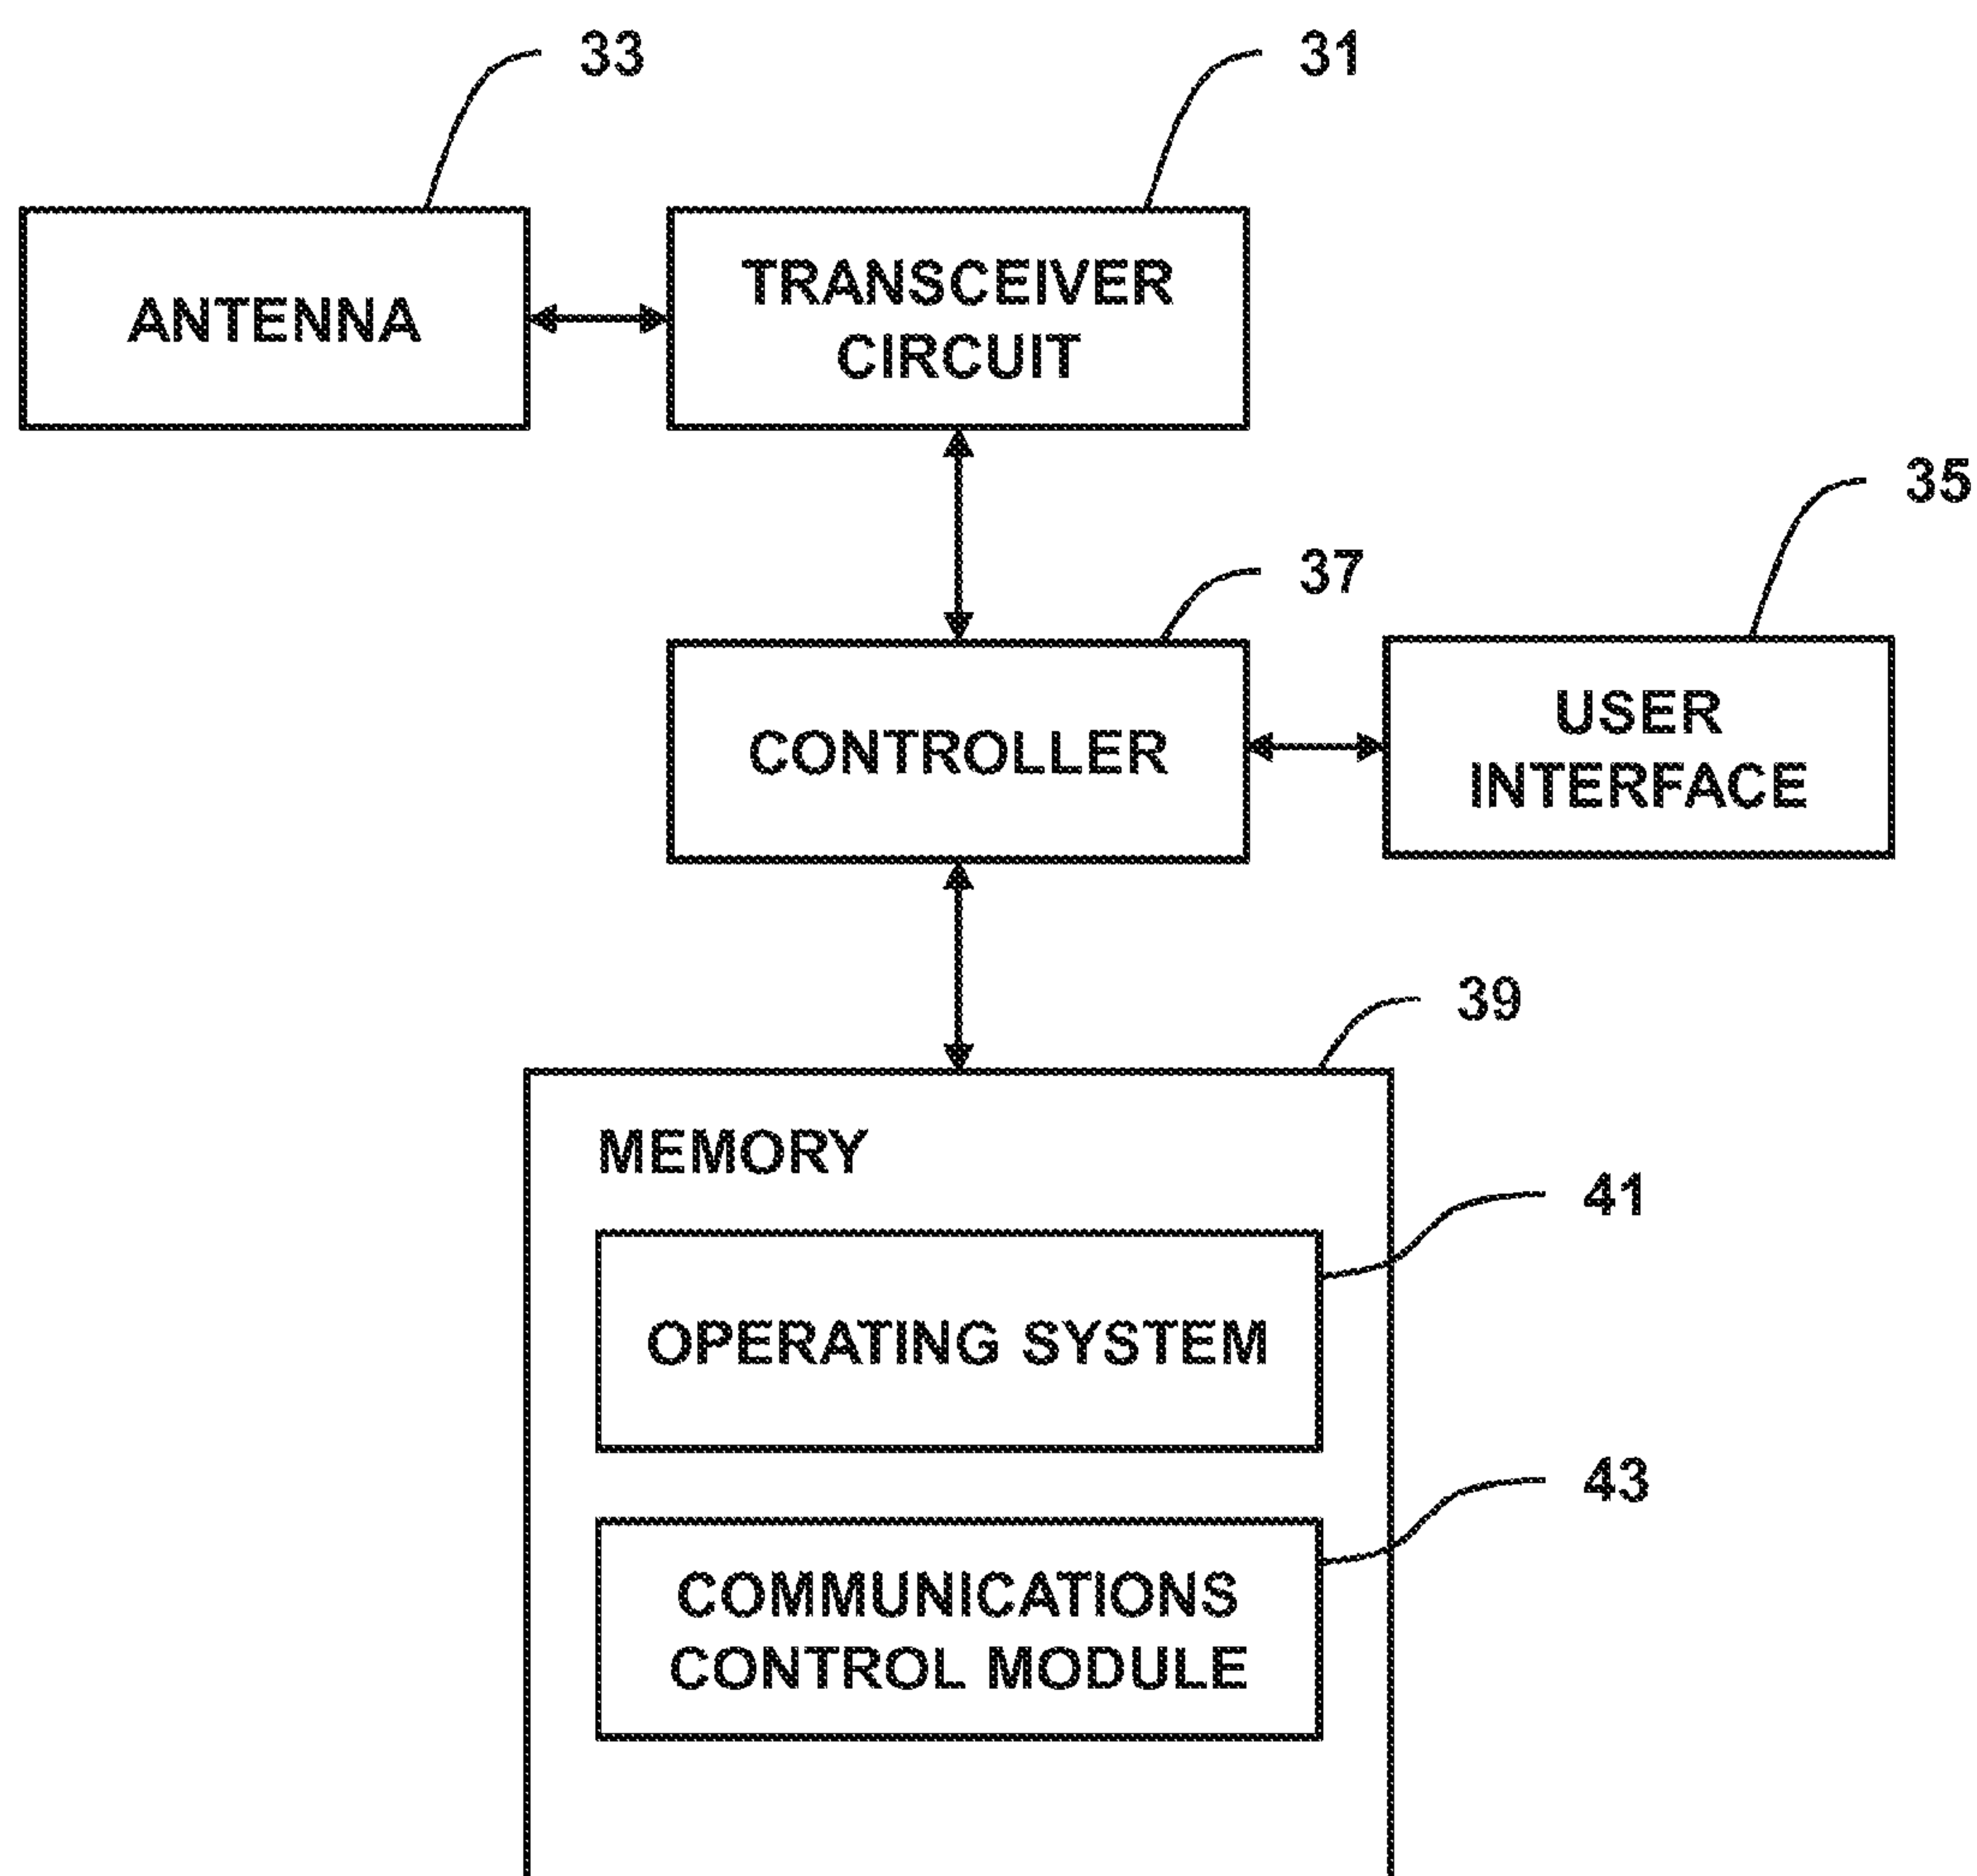 33
31
ANTENNA
TRANSCEIVER
CIRCUIT
35
37
CONTROLLER
USER
INTERFACE
39
MEMORY
41
OPERATING SYSTEM
43
COMMUNICATIONS
CONTROL MODULE